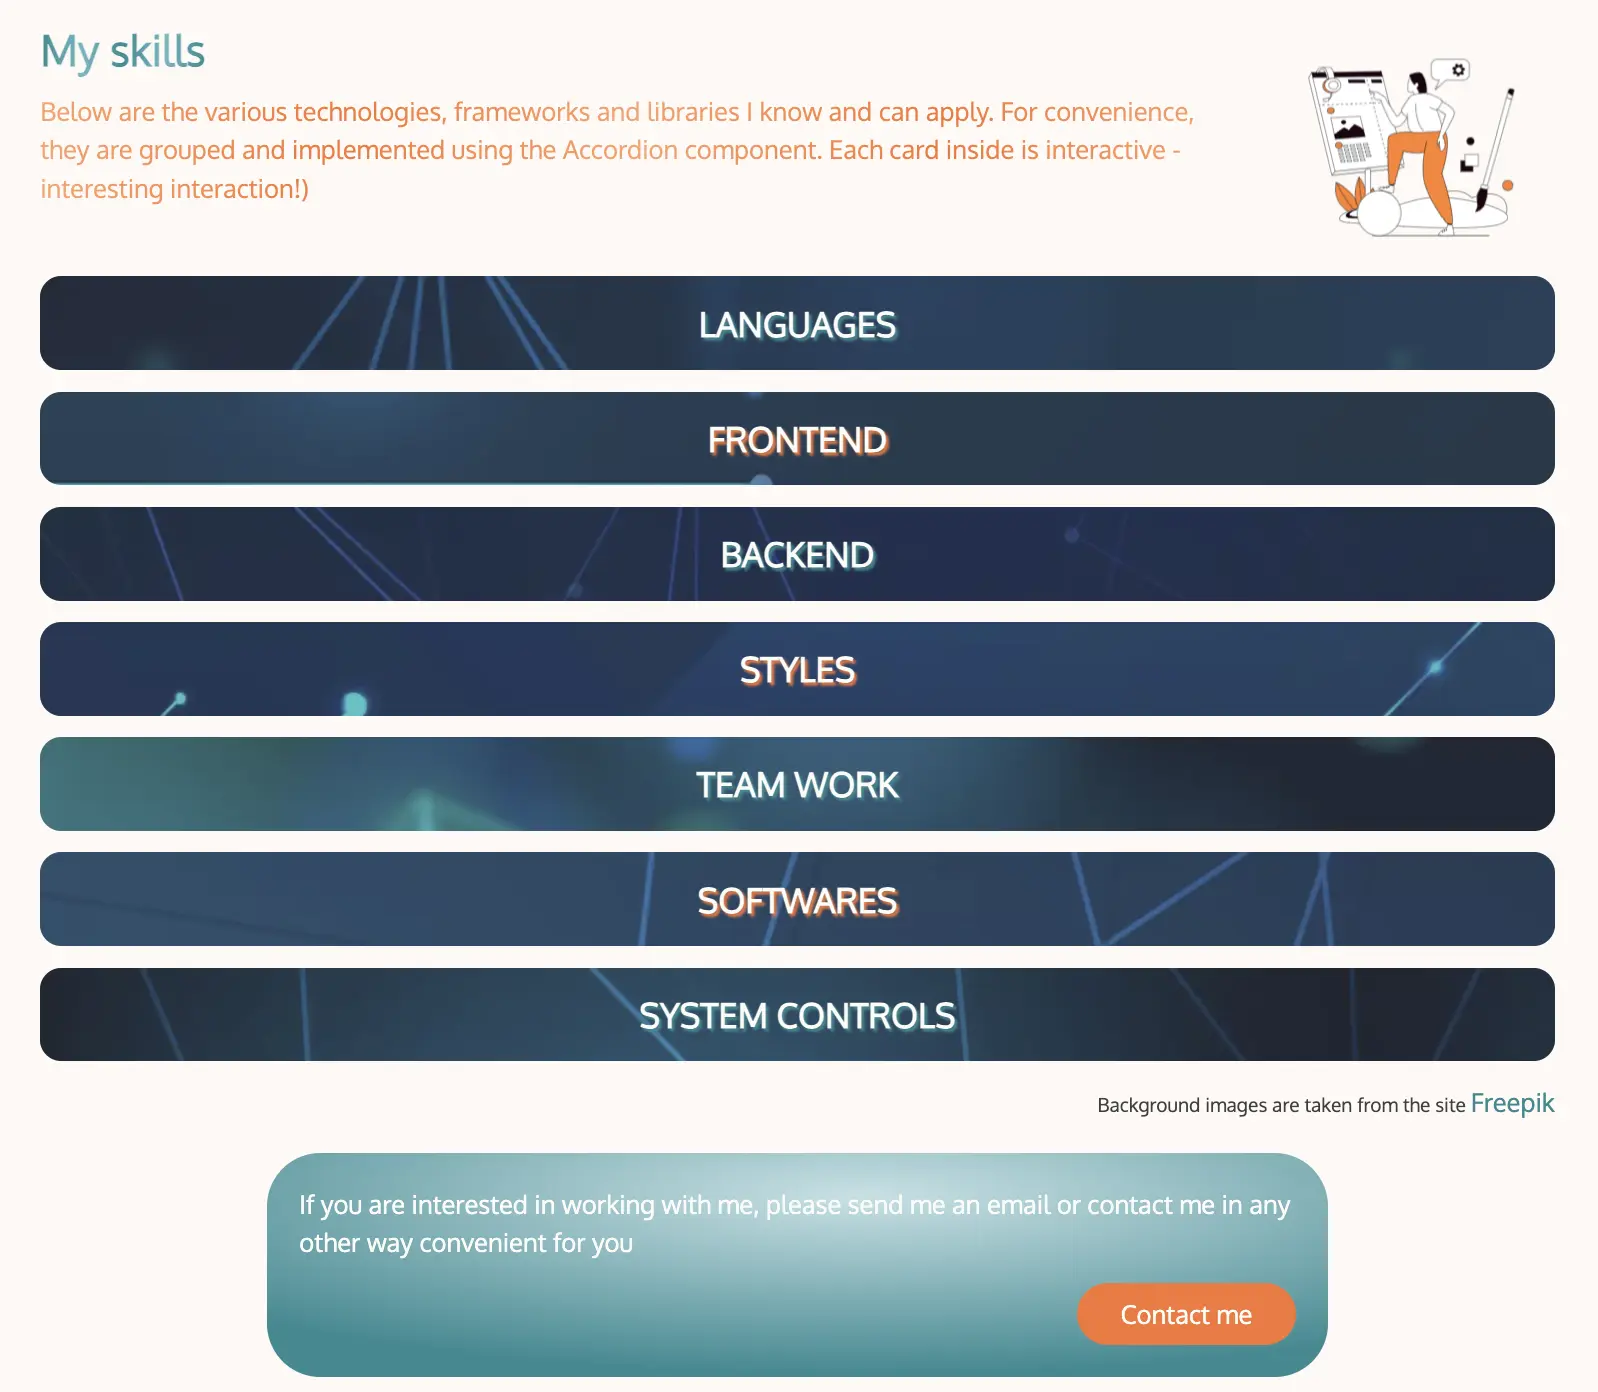 My skills
Below are the various technologies, frameworks and libraries I know and can apply. For convenience,
they are grouped and implemented using the Accordion component. Each card inside is interactive -
interesting interaction!)
LANGUAGES
FRONTEND
BACKEND
STYLES
TEAM WORK
SOFTWARES
SYSTEM CONTROLS
Background images are taken from the site Freepik
If you are interested in working with me, please send me an email or contact me in any
other way convenient for you
Contact me